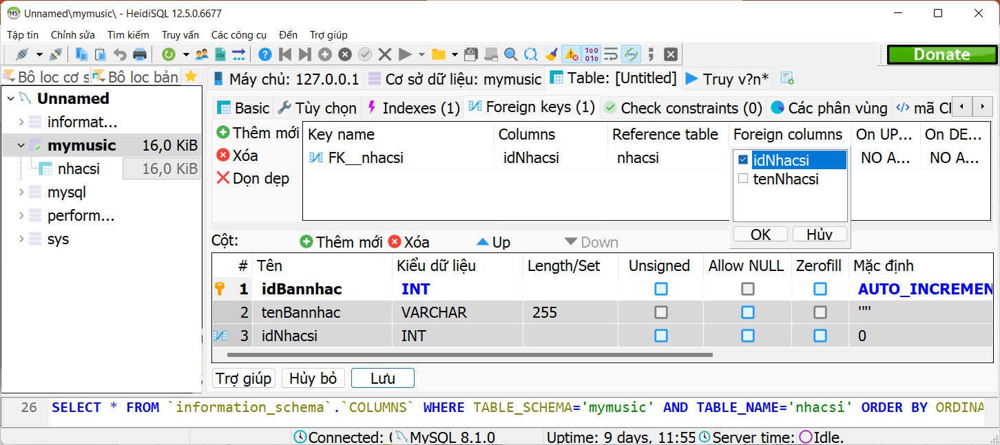 Unnamed\mymusic\ - HeidiSQL 12.5.0.6677
Tập tin Chỉnh sửa Tìm kiếm Truy vấn Các công cụ Đến Trợ giúp
Donate
Bộ lọc cơ s Bộ lọc bản Máy chủ: 127.0.0.1 Cơ sở dữ liệu: mymusic Table: [Untitled] Truy v?n*
Unnamed
informat...
mymusic 16,0 KiB
nhacsi 16,0 KiB
mysql
perform...
sys
Basic Tùy chọn Indexes (1) Foreign keys (1) Check constraints (0) Các phân vùng mã
Thêm mới
Xóa
Dọn dẹp
Key name Columns Reference table Foreign columns On UP... On DE...
FK__nhacsi idNhacsi nhacsi NO A... NO A...
idNhacsi
tenNhacsi
OK Hủy
Cột: Thêm mới Xóa Up Down
# Tên Kiểu dữ liệu Length/Set Unsigned Allow NULL Zerofill Mặc định
1 idBannhac INT AUTO_INCREMEN
2 tenBannhac VARCHAR 255 '""'
3 idNhacsi INT 0
Trợ giúp Hủy bỏ Lưu
26 SELECT * FROM `information_schema`.`COLUMNS` WHERE TABLE_SCHEMA='mymusic' AND TABLE_NAME='nhacsi' ORDER BY ORDINA
Connected: MySQL 8.1.0 Uptime: 9 days, 11:55 Server time: Idle.